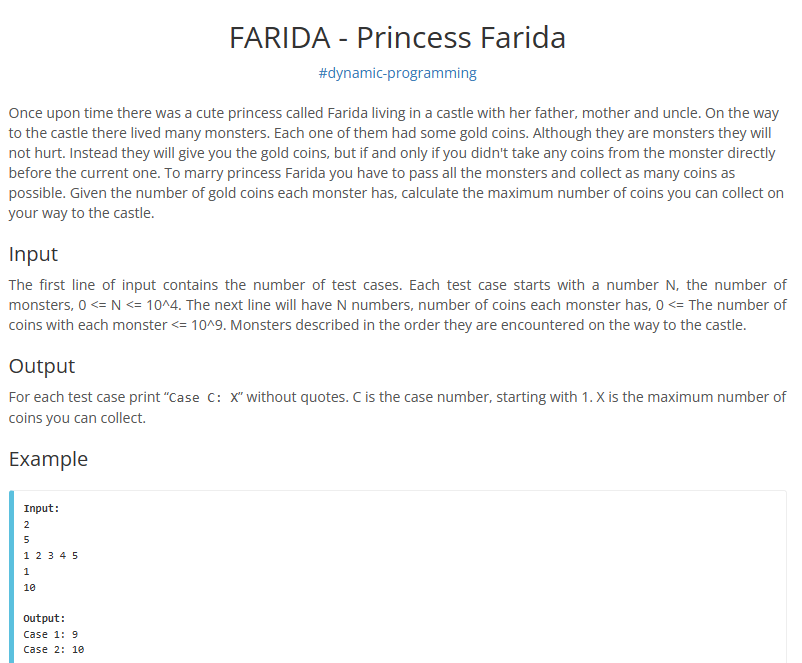 FARIDA - Princess Farida
#dynamic-programming
Once upon time there was a cute princess called Farida living in a castle with her father, mother and uncle. On the way
to the castle there lived many monsters. Each one of them had some gold coins. Although they are monsters they will
not hurt. Instead they will give you the gold coins, but if and only if you didn't take any coins from the monster directly
before the current one. To marry princess Farida you have to pass all the monsters and collect as many coins as
possible. Given the number of gold coins each monster has, calculate the maximum number of coins you can collect on
your way to the castle.
Input
The first line of input contains the number of test cases. Each test case starts with a number N, the number of
monsters, 0 <= N <= 10^4. The next line will have N numbers, number of coins each monster has, 0 <= The number of
coins with each monster <= 10^9. Monsters described in the order they are encountered on the way to the castle.
Output
For each test case print “Case C: X” without quotes. C is the case number, starting with 1. X is the maximum number of
coins you can collect.
Example
Input:
2
5
1 2 3 4 5
1
10
Output:
Case 1: 9
Case 2: 10